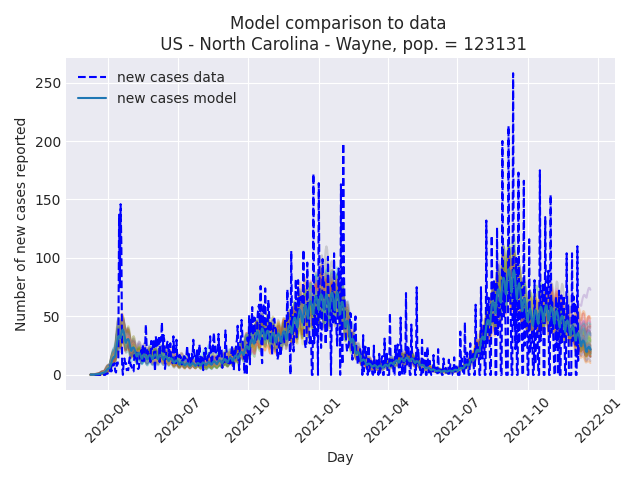 Model comparison to data
US - North Carolina - Wayne, pop. = 123131
new cases data
new cases model
Number of new cases reported
250
200
150
100
50
0
2020-04
2020-07
2020-10
2021-01
2021-04
2021-07
2021-10
2022-01
Day